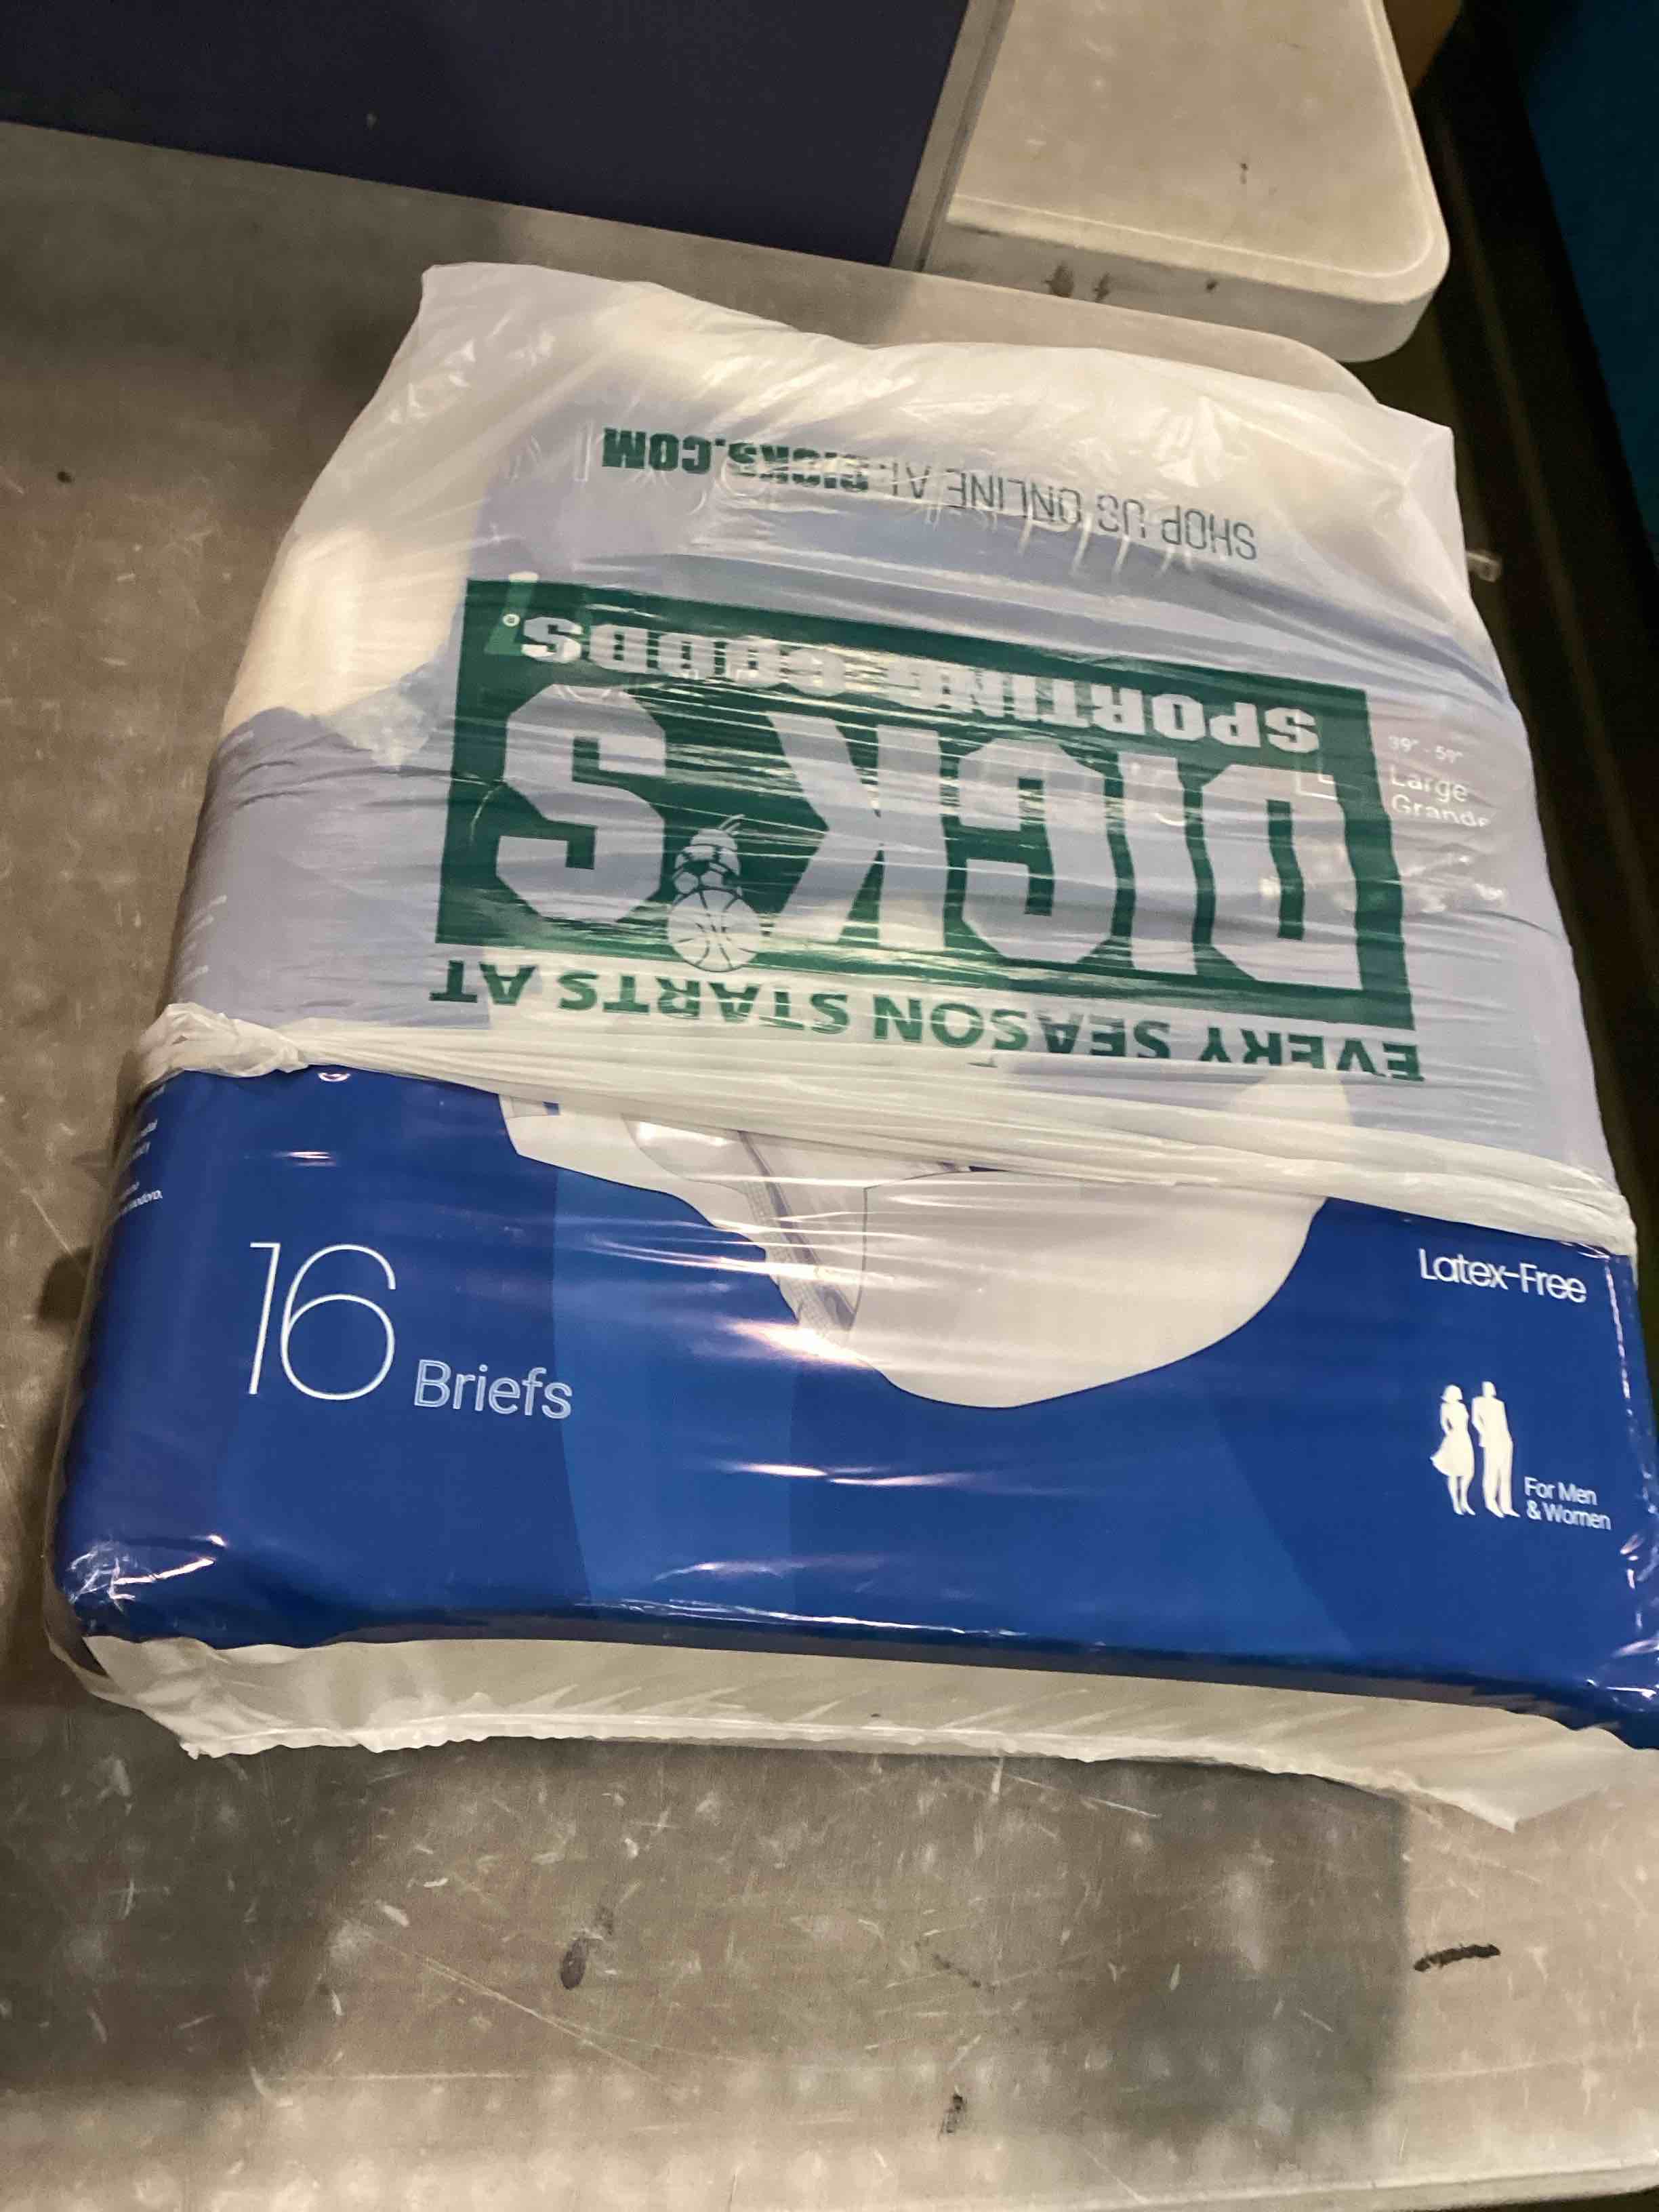 EVERY SEASON STARTS AT
DICK'S
SPORTING GOODS
SHOP US ONLINE AT DICKS.COM
39" - 59"
L
Large
Grande
Latex-Free
16 Briefs
For Men
& Women